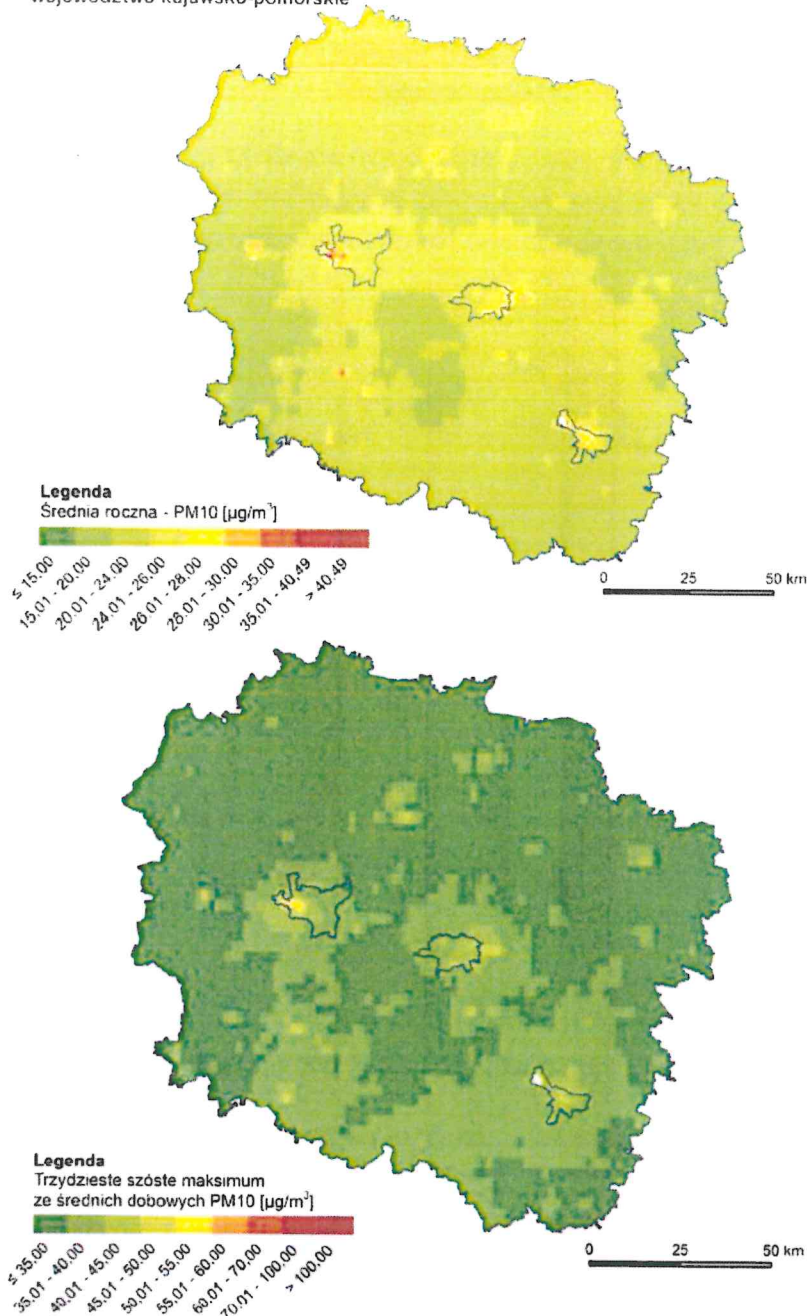 województwo kujawsko-pomorskie
Legenda
Średnia roczna - PM10 [µg/m³]
≤ 15.00
15.01 - 20.00
20.01 - 24.00
24.01 - 26.00
26.01 - 28.00
28.01 - 30.00
30.01 - 35.00
35.01 - 40.49
> 40.49
0 25 50 km
Legenda
Trzydzieste szóste maksimum
ze średnich dobowych PM10 [µg/m³]
≤ 35.00
35.01 - 40.00
40.01 - 45.00
45.01 - 50.00
50.01 - 55.00
55.01 - 60.00
60.01 - 70.00
70.01 - 100.00
> 100.00
0 25 50 km